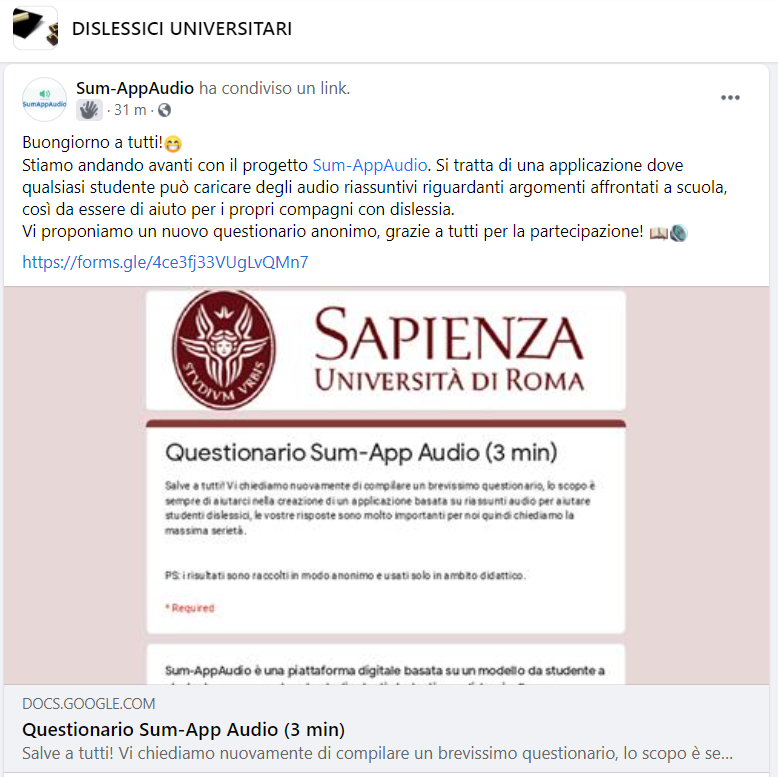 DISLESSICI UNIVERSITARI
SumAppAudio
Sum-AppAudio ha condiviso un link.
· 31 m ·
Buongiorno a tutti!😁
Stiamo andando avanti con il progetto Sum-AppAudio. Si tratta di una applicazione dove
qualsiasi studente può caricare degli audio riassuntivi riguardanti argomenti affrontati a scuola,
così da essere di aiuto per i propri compagni con dislessia.
Vi proponiamo un nuovo questionario anonimo, grazie a tutti per la partecipazione! 📖🔊
https://forms.gle/4ce3fj33VUgLvQMn7
STVDIVM VRBIS
SAPIENZA
UNIVERSITÀ DI ROMA
Questionario Sum-App Audio (3 min)
Salve a tutti! Vi chiediamo nuovamente di compilare un brevissimo questionario, lo scopo è
sempre di aiutarci nella creazione di un applicazione basata su riassunti audio per aiutare
studenti dislessici, le vostre risposte sono molto importanti per noi quindi chiediamo la
massima serietà.
PS: i risultati sono raccolti in modo anonimo e usati solo in ambito didattico.
* Required
Sum-AppAudio è una piattaforma digitale basata su un modello da studente a
DOCS.GOOGLE.COM
Questionario Sum-App Audio (3 min)
Salve a tutti! Vi chiediamo nuovamente di compilare un brevissimo questionario, lo scopo è se...